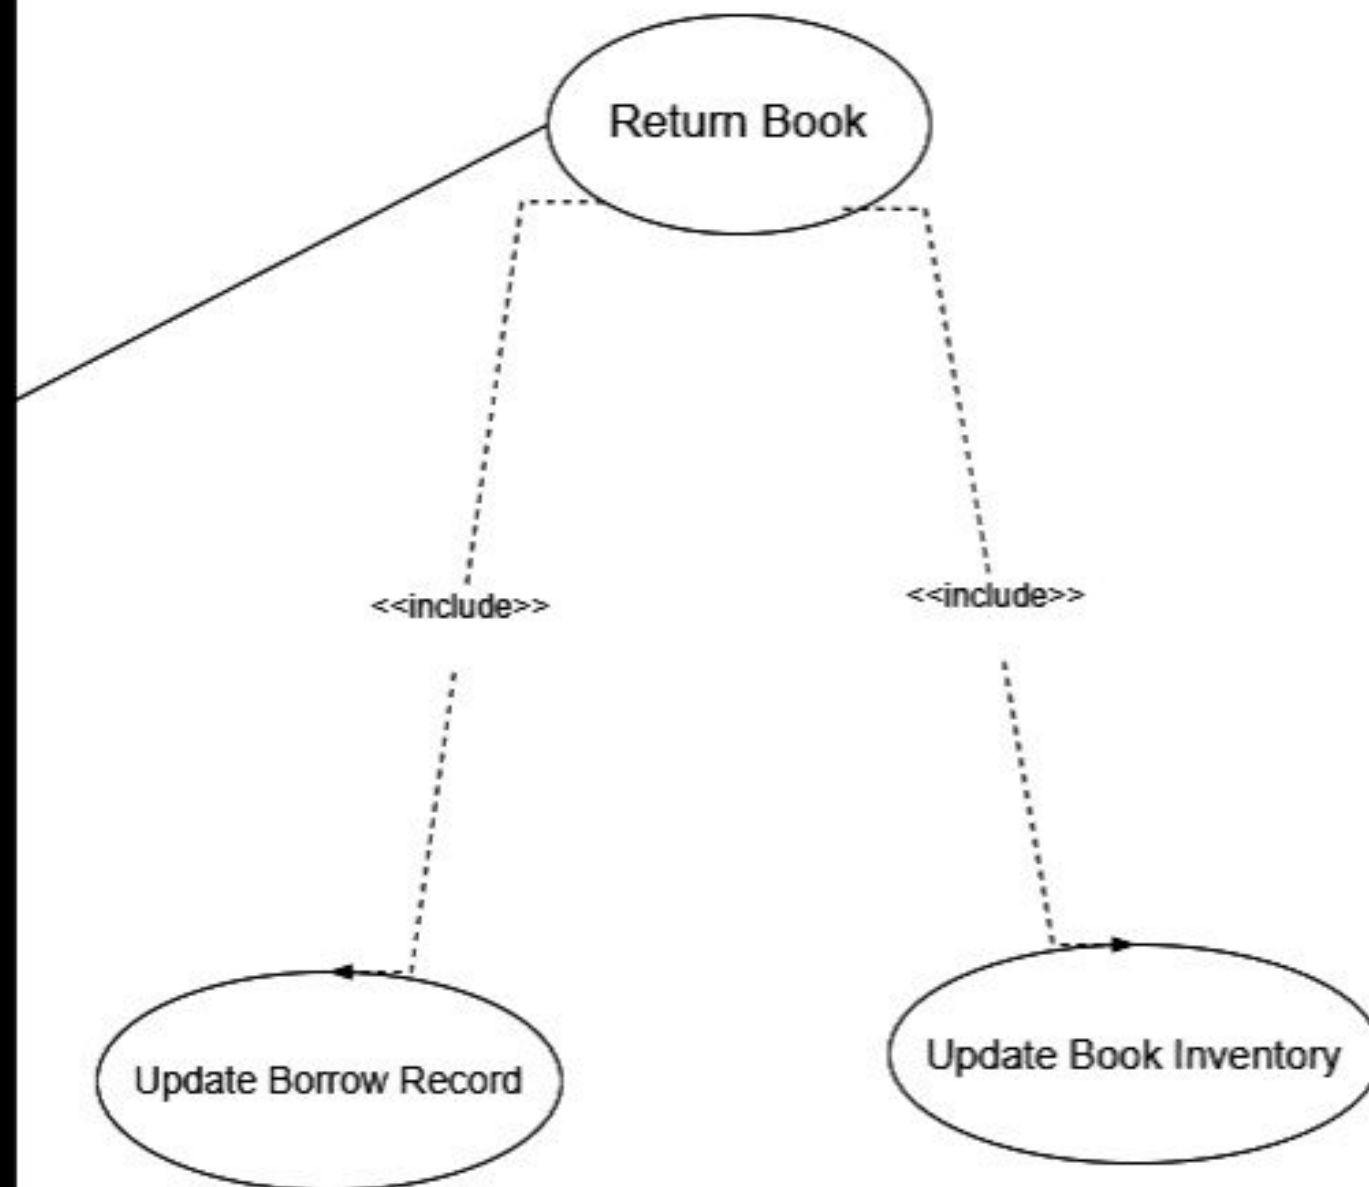 Return Book
<<include>>
<<include>>
Update Borrow Record
Update Book Inventory